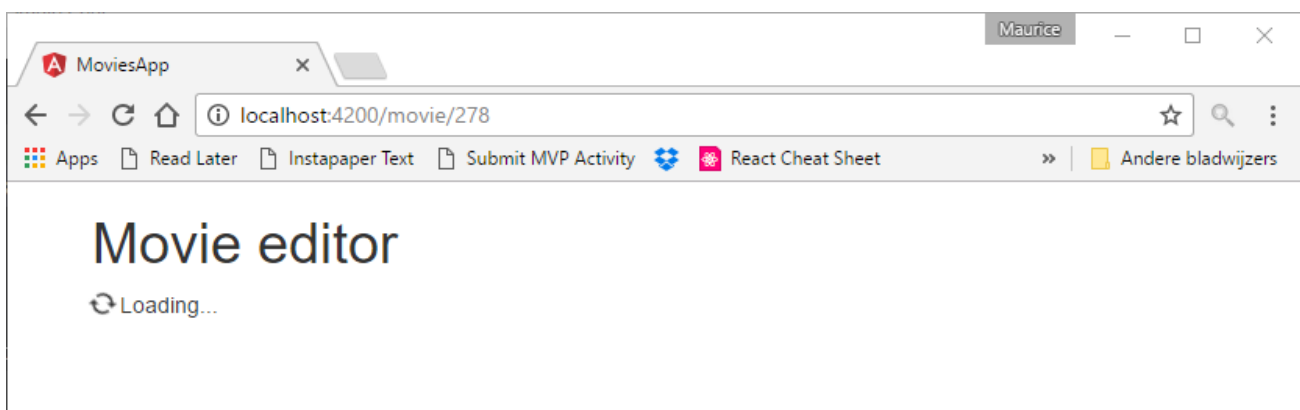 Maurice
MoviesApp
localhost:4200/movie/278
Apps Read Later Instapaper Text Submit MVP Activity React Cheat Sheet » Andere bladwijzers
Movie editor
Loading...